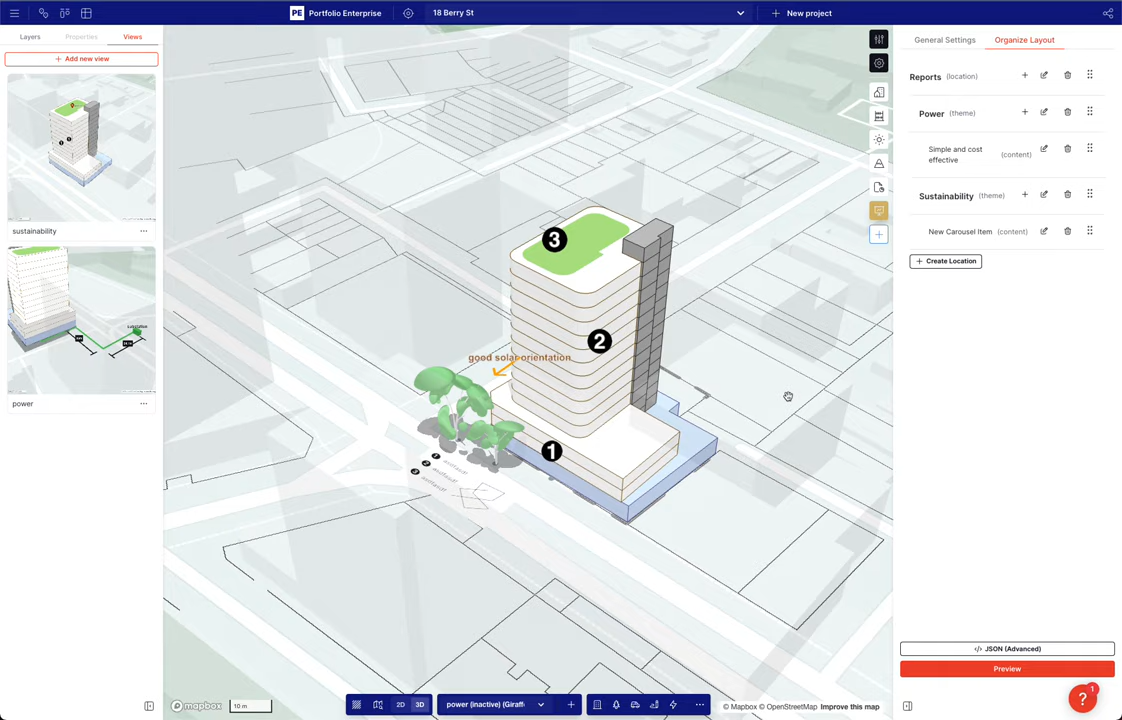 PE Portfolio Enterprise
18 Berry St
New project
Layers
Properties
Views
Add new view
sustainability
power
substation
good solar orientation
3
2
1
General Settings
Organize Layout
Reports (location)
Power (theme)
Simple and cost
effective
(content)
Sustainability (theme)
New Carousel Item (content)
Create Location
</> JSON (Advanced)
Preview
mapbox
10 m
2D
3D
power (inactive) (Giraff
© Mapbox © OpenStreetMap Improve this map
?
1